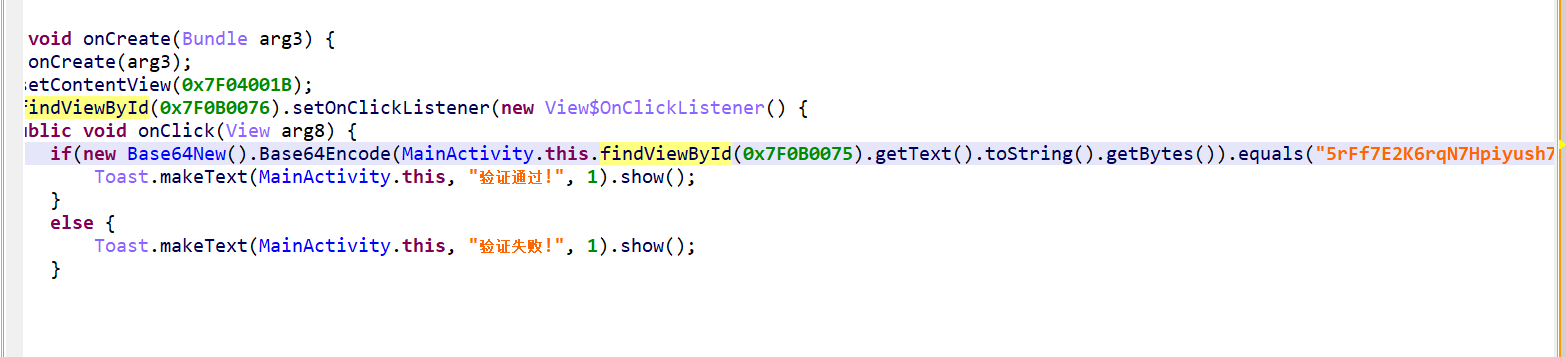 void onCreate(Bundle arg3) {
onCreate(arg3);
setContentView(0x7F04001B);
findViewById(0x7F0B0076).setOnClickListener(new View$OnClickListener() {
ublic void onClick(View arg8) {
if(new Base64New().Base64Encode(MainActivity.this.findViewById(0x7F0B0075).getText().toString().getBytes()).equals("5rFf7E2K6rqN7Hpiyush7
Toast.makeText(MainActivity.this, "验证通过!", 1).show();
}
else {
Toast.makeText(MainActivity.this, "验证失败!", 1).show();
}